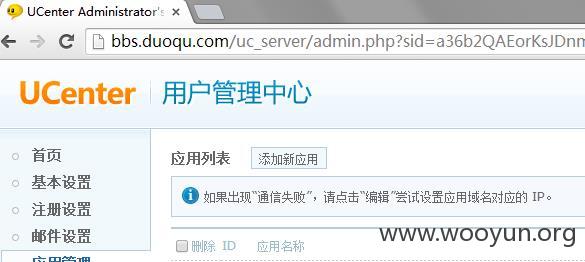 UCenter Administrator's
bbs.duoqu.com/uc_server/admin.php?sid=a36b2QAEorKsJDnm
UCenter 用户管理中心
首页
基本设置
注册设置
邮件设置
应用管理
应用列表 添加新应用
如果出现“通信失败”，请点击“编辑”尝试设置应用域名对应的 IP。
删除 ID 应用名称
www.wooyun.org